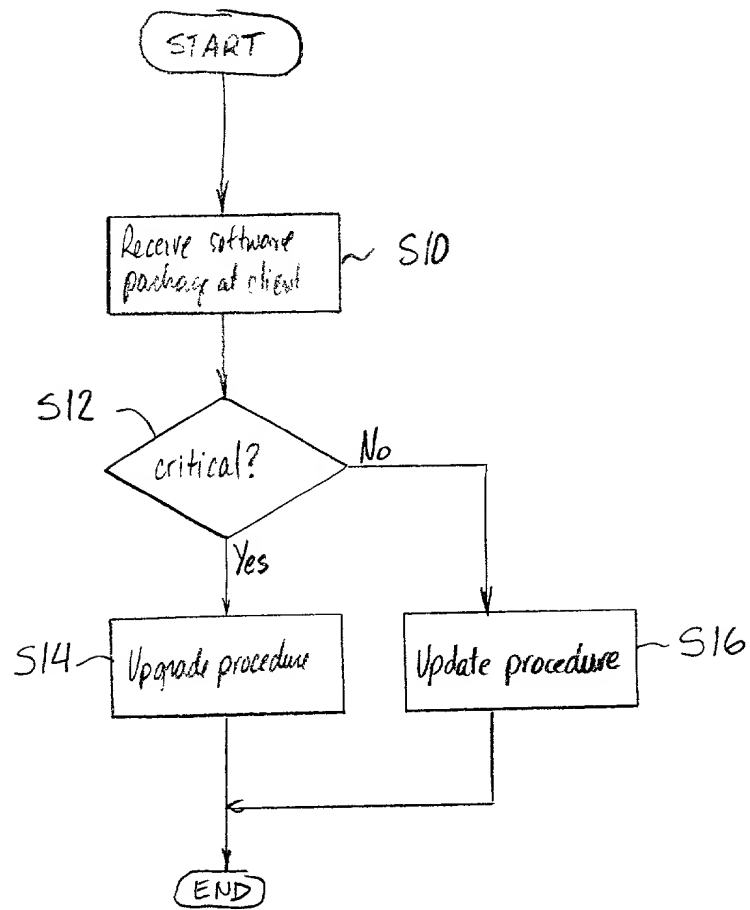 START
Receive software
package at client
S10
S12
critical?
No
Yes
S14
Upgrade procedure
Update procedure
S16
END